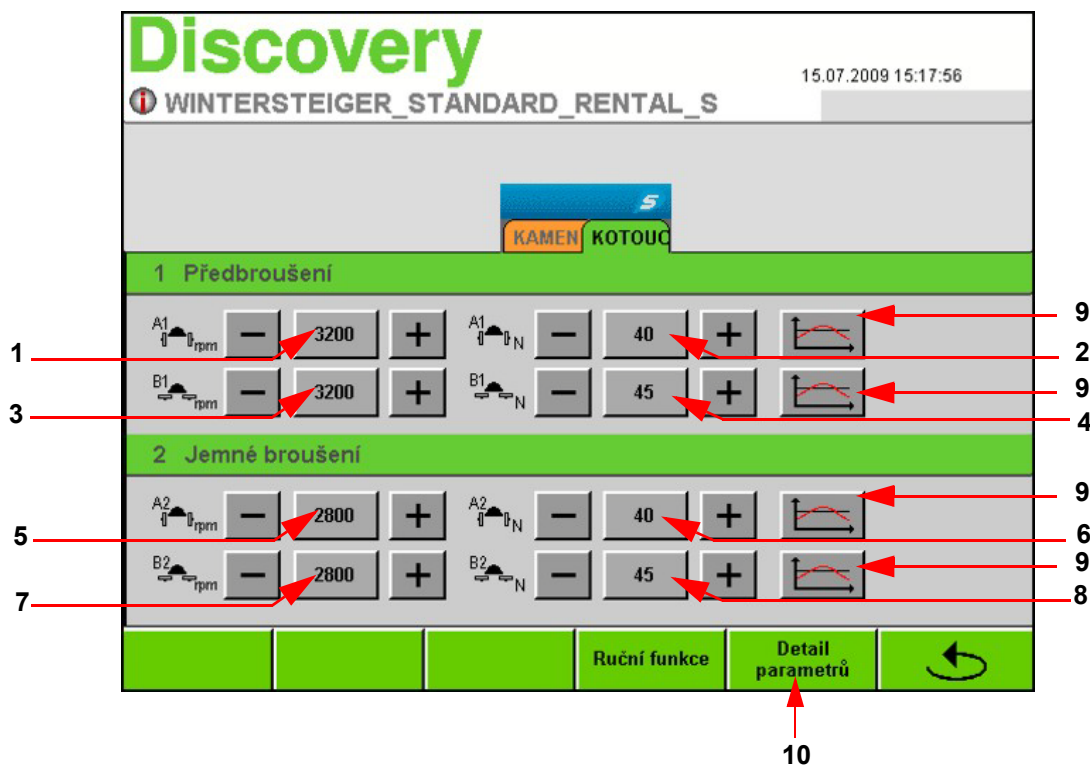 Discovery
15.07.2009 15:17:56
WINTERSTEIGER_STANDARD_RENTAL_S
S
KAMEN KOTOUC
1 Předbroušení
A1 rpm − 3200 + A1 N − 40 + 9
1 2
B1 rpm − 3200 + B1 N − 45 + 9
3 4
2 Jemné broušení
A2 rpm − 2800 + A2 N − 40 + 9
5 6
B2 rpm − 2800 + B2 N − 45 + 9
7 8
Ruční funkce Detail
parametrů
10